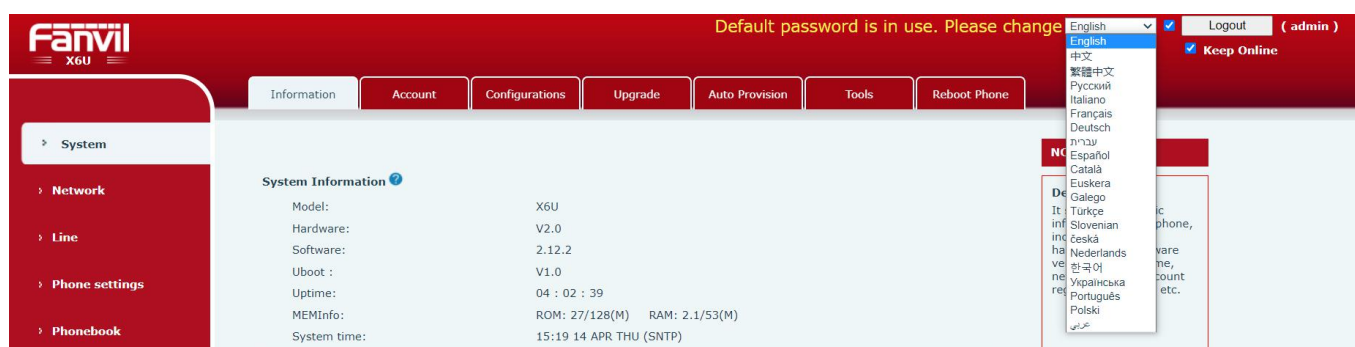 Fanvil
X6U
Default password is in use. Please change
English
Logout
( admin )
Keep Online
English
中文
繁體中文
Русский
Italiano
Français
Deutsch
עברית
Español
Català
Euskera
Galego
Türkçe
Slovenian
česká
Nederlands
한국어
Українська
Português
Polski
عربي
Information
Account
Configurations
Upgrade
Auto Provision
Tools
Reboot Phone
System
Network
Line
Phone settings
Phonebook
System Information
Model: X6U
Hardware: V2.0
Software: 2.12.2
Uboot : V1.0
Uptime: 04 : 02 : 39
MEMInfo: ROM: 27/128(M) RAM: 2.1/53(M)
System time: 15:19 14 APR THU (SNTP)
It
phone,
etc.